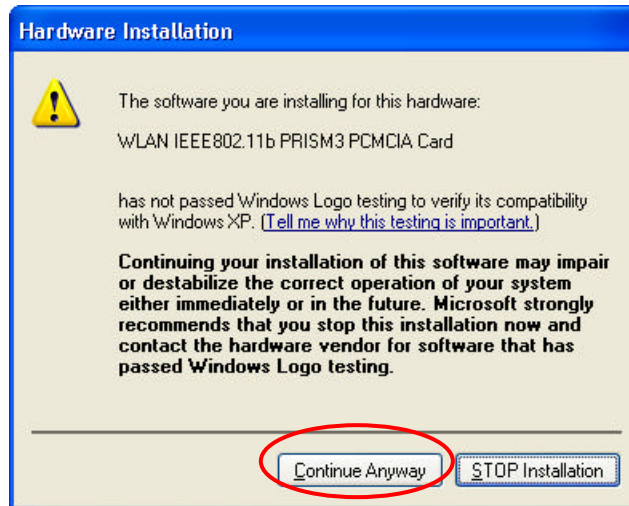 Hardware Installation
The software you are installing for this hardware:
WLAN IEEE802.11b PRISM3 PCMCIA Card
has not passed Windows Logo testing to verify its compatibility
with Windows XP. (Tell me why this testing is important.)
Continuing your installation of this software may impair
or destabilize the correct operation of your system
either immediately or in the future. Microsoft strongly
recommends that you stop this installation now and
contact the hardware vendor for software that has
passed Windows Logo testing.
Continue Anyway STOP Installation